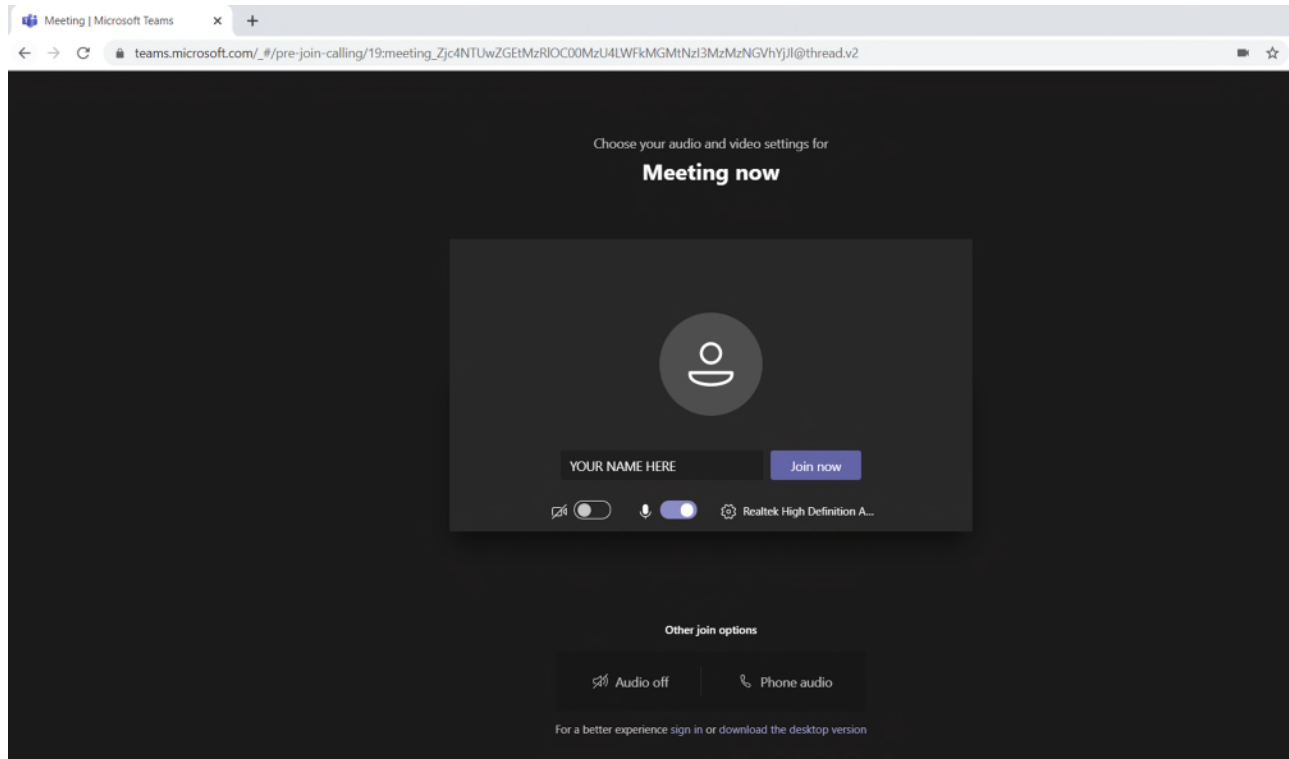 Meeting | Microsoft Teams
teams.microsoft.com/_#/pre-join-calling/19:meeting_Zjc4NTUwZGEtMzRlOC00MzU4LWFkMGMtNzI3MzMzNGVhYjJl@thread.v2
Choose your audio and video settings for
Meeting now
YOUR NAME HERE Join now
Realtek High Definition A...
Other join options
Audio off Phone audio
For a better experience sign in or download the desktop version